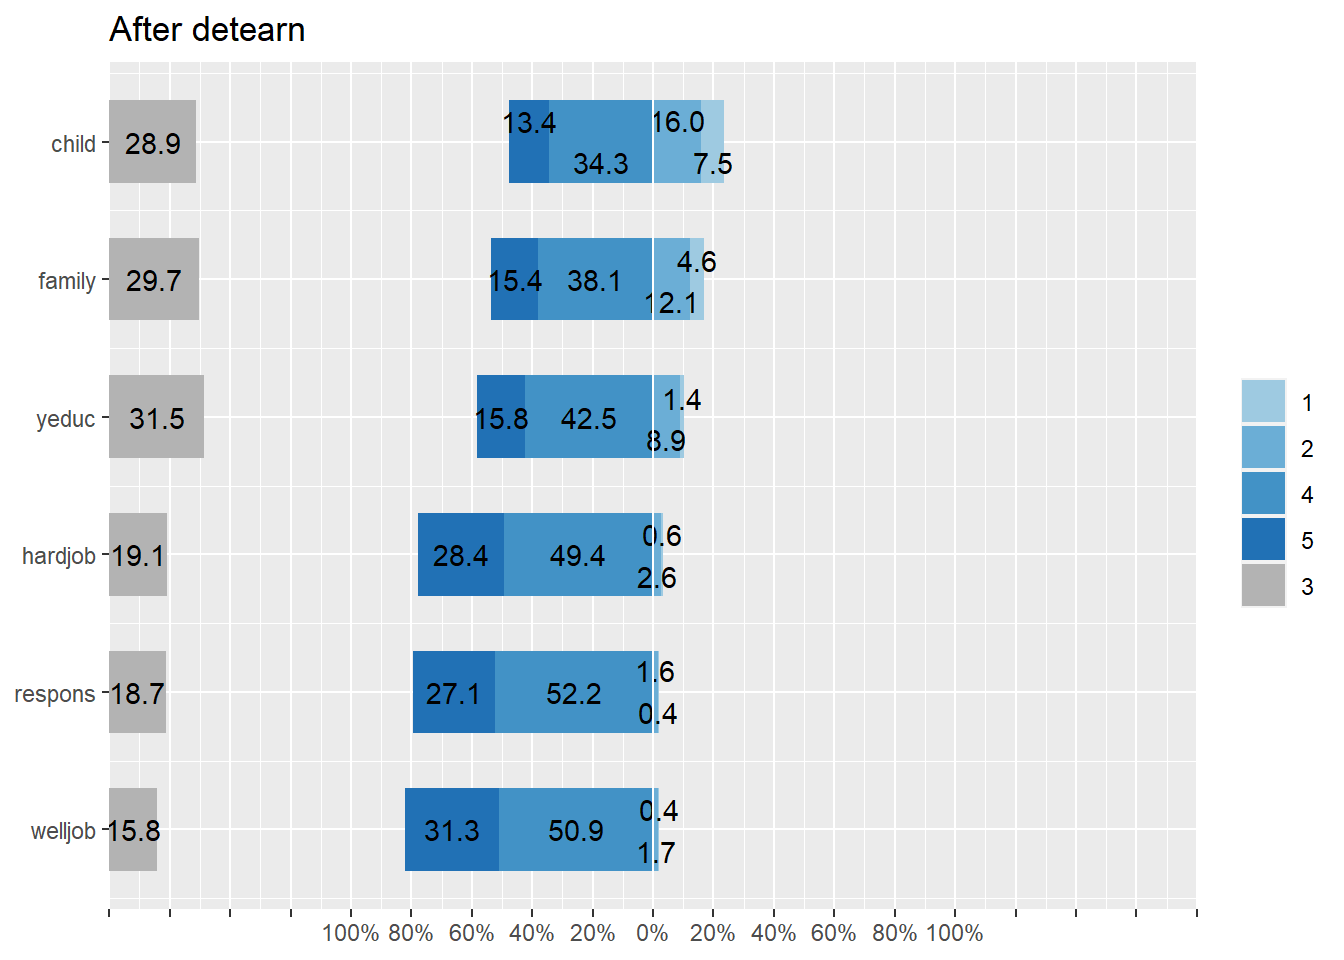 After detearn
child 28.9 13.4 34.3 16.0 7.5
family 29.7 15.4 38.1 4.6 12.1
yeduc 31.5 15.8 42.5 1.4 8.9
hardjob 19.1 28.4 49.4 0.6 2.6
respons 18.7 27.1 52.2 1.6 0.4
welljob 15.8 31.3 50.9 0.4 1.7
100% 80% 60% 40% 20% 0% 20% 40% 60% 80% 100%
1
2
4
5
3